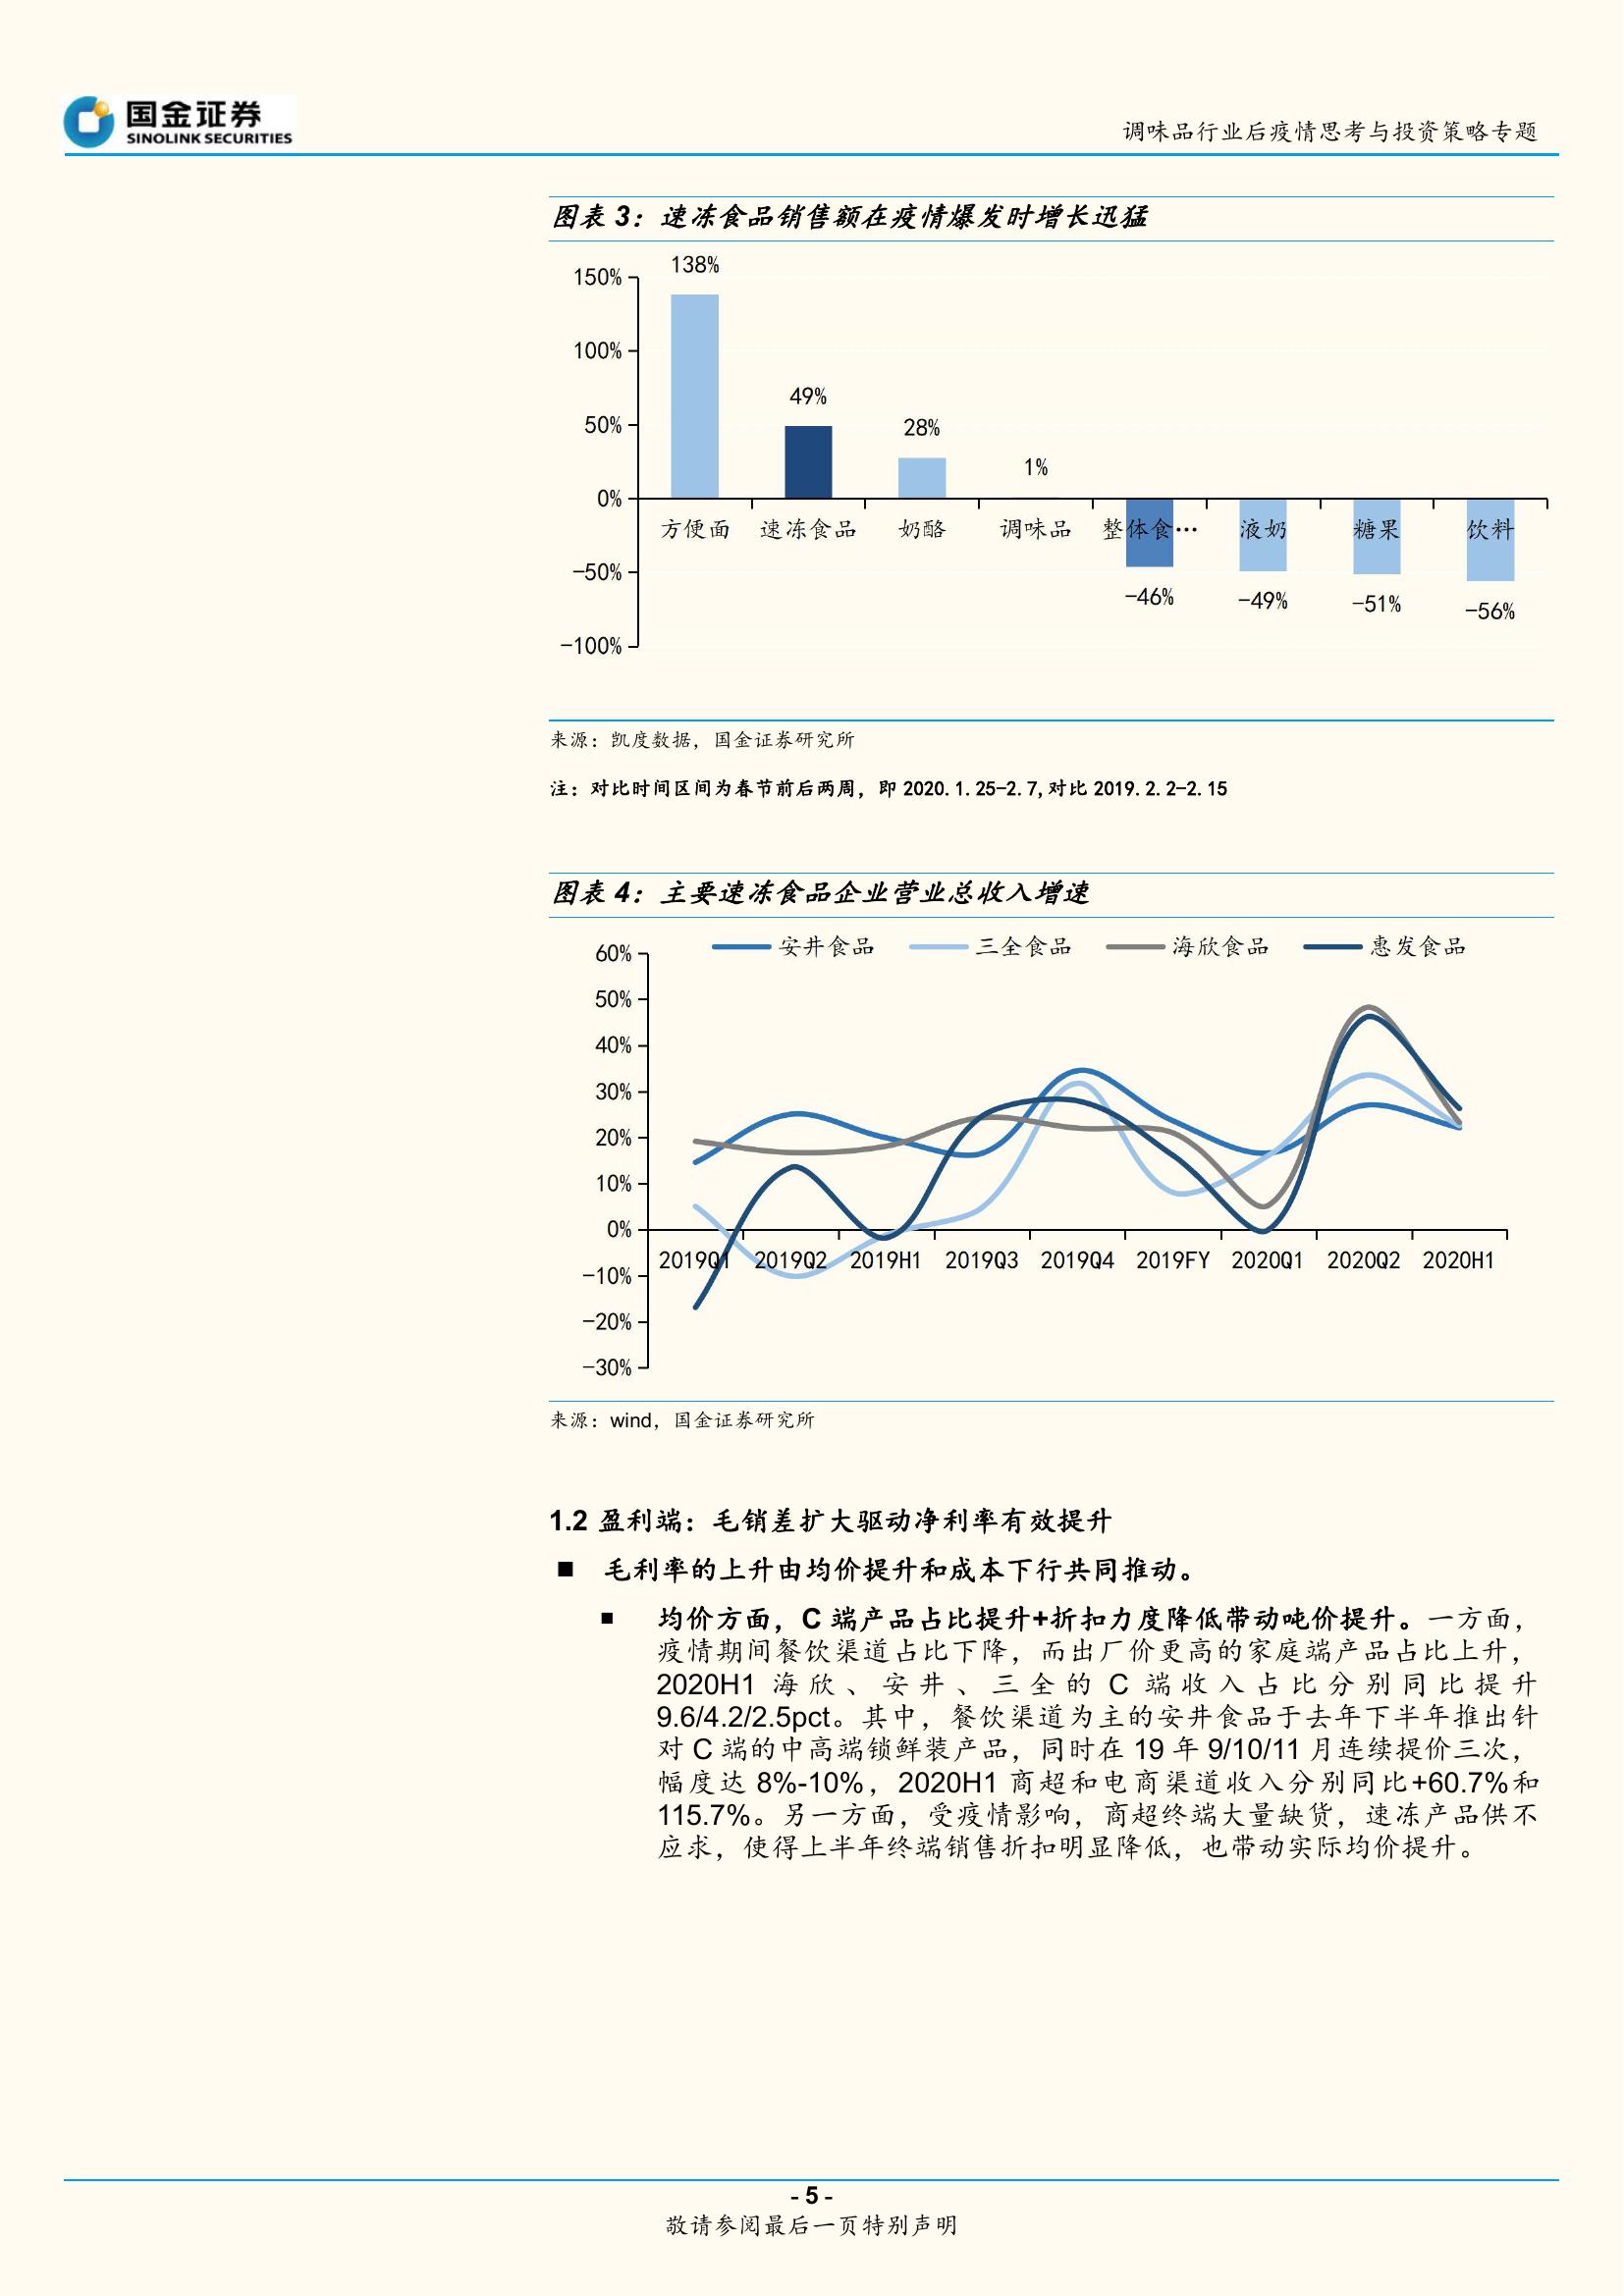 国金证券
SINOLINK SECURITIES
调味品行业后疫情思考与投资策略专题
图表 3：速冻食品销售额在疫情爆发时增长迅猛
150%
100%
50%
0%
-50%
-100%
138%
49%
28%
1%
-46%
-49%
-51%
-56%
方便面 速冻食品 奶酪 调味品 整体食… 液奶 糖果 饮料
来源：凯度数据，国金证券研究所
注：对比时间区间为春节前后两周，即 2020.1.25-2.7,对比 2019.2.2-2.15
图表 4：主要速冻食品企业营业总收入增速
安井食品 三全食品 海欣食品 惠发食品
60%
50%
40%
30%
20%
10%
0%
-10%
-20%
-30%
2019Q1 2019Q2 2019H1 2019Q3 2019Q4 2019FY 2020Q1 2020Q2 2020H1
来源：wind，国金证券研究所
1.2 盈利端：毛销差扩大驱动净利率有效提升
■ 毛利率的上升由均价提升和成本下行共同推动。
■ 均价方面，C 端产品占比提升+折扣力度降低带动吨价提升。一方面，
疫情期间餐饮渠道占比下降，而出厂价更高的家庭端产品占比上升，
2020H1 海欣、安井、三全的 C 端收入占比分别同比提升
9.6/4.2/2.5pct。其中，餐饮渠道为主的安井食品于去年下半年推出针
对 C 端的中高端锁鲜装产品，同时在 19 年 9/10/11 月连续提价三次，
幅度达 8%-10%，2020H1 商超和电商渠道收入分别同比+60.7%和
115.7%。另一方面，受疫情影响，商超终端大量缺货，速冻产品供不
应求，使得上半年终端销售折扣明显降低，也带动实际均价提升。
- 5 -
敬请参阅最后一页特别声明